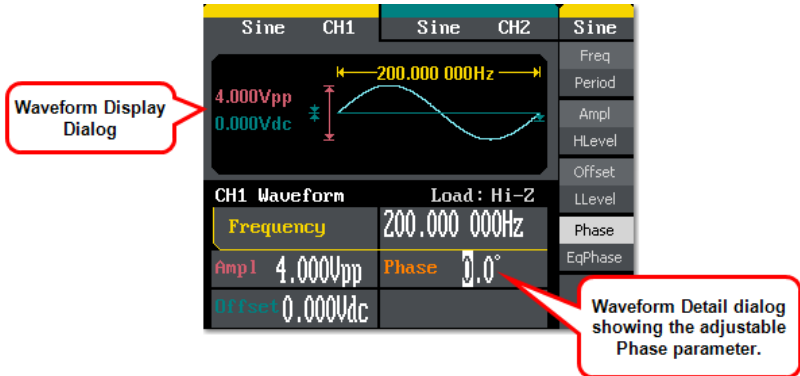 Sine CH1 Sine CH2 Sine
Freq
Period
Ampl
HLevel
Offset
LLevel
Phase
EqPhase
200.000 000Hz
4.000Vpp
0.000Vdc
Waveform Display
Dialog
CH1 Waveform Load: Hi-Z
Frequency 200.000 000Hz
Ampl 4.000Vpp Phase 0.0°
Offset 0.000Vdc
Waveform Detail dialog
showing the adjustable
Phase parameter.